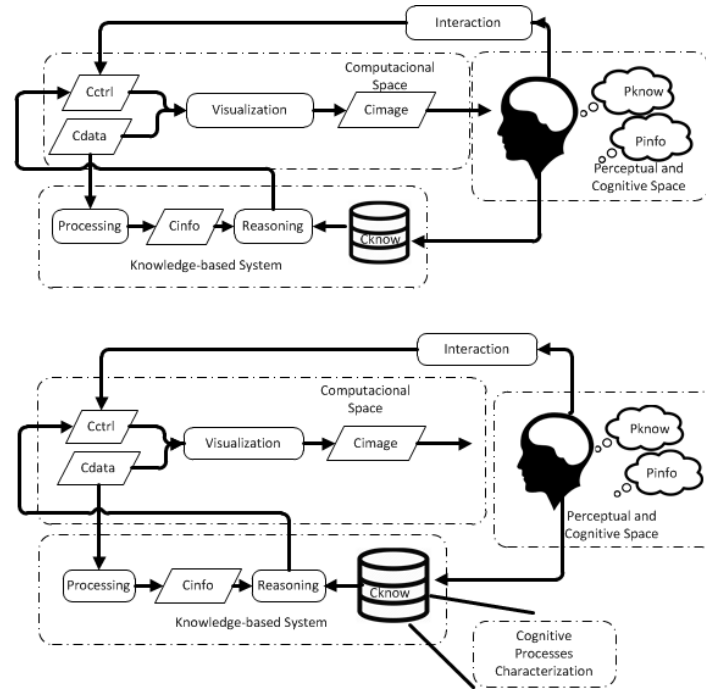 Interaction
Computacional
Space
Cctrl
Visualization
Cimage
Cdata
Pknow
Pinfo
Perceptual and
Cognitive Space
Processing
Cinfo
Reasoning
Cknow
Knowledge-based System
Interaction
Computacional
Space
Cctrl
Visualization
Cimage
Cdata
Pknow
Pinfo
Perceptual and
Cognitive Space
Processing
Cinfo
Reasoning
Cknow
Knowledge-based System
Cognitive
Processes
Characterization